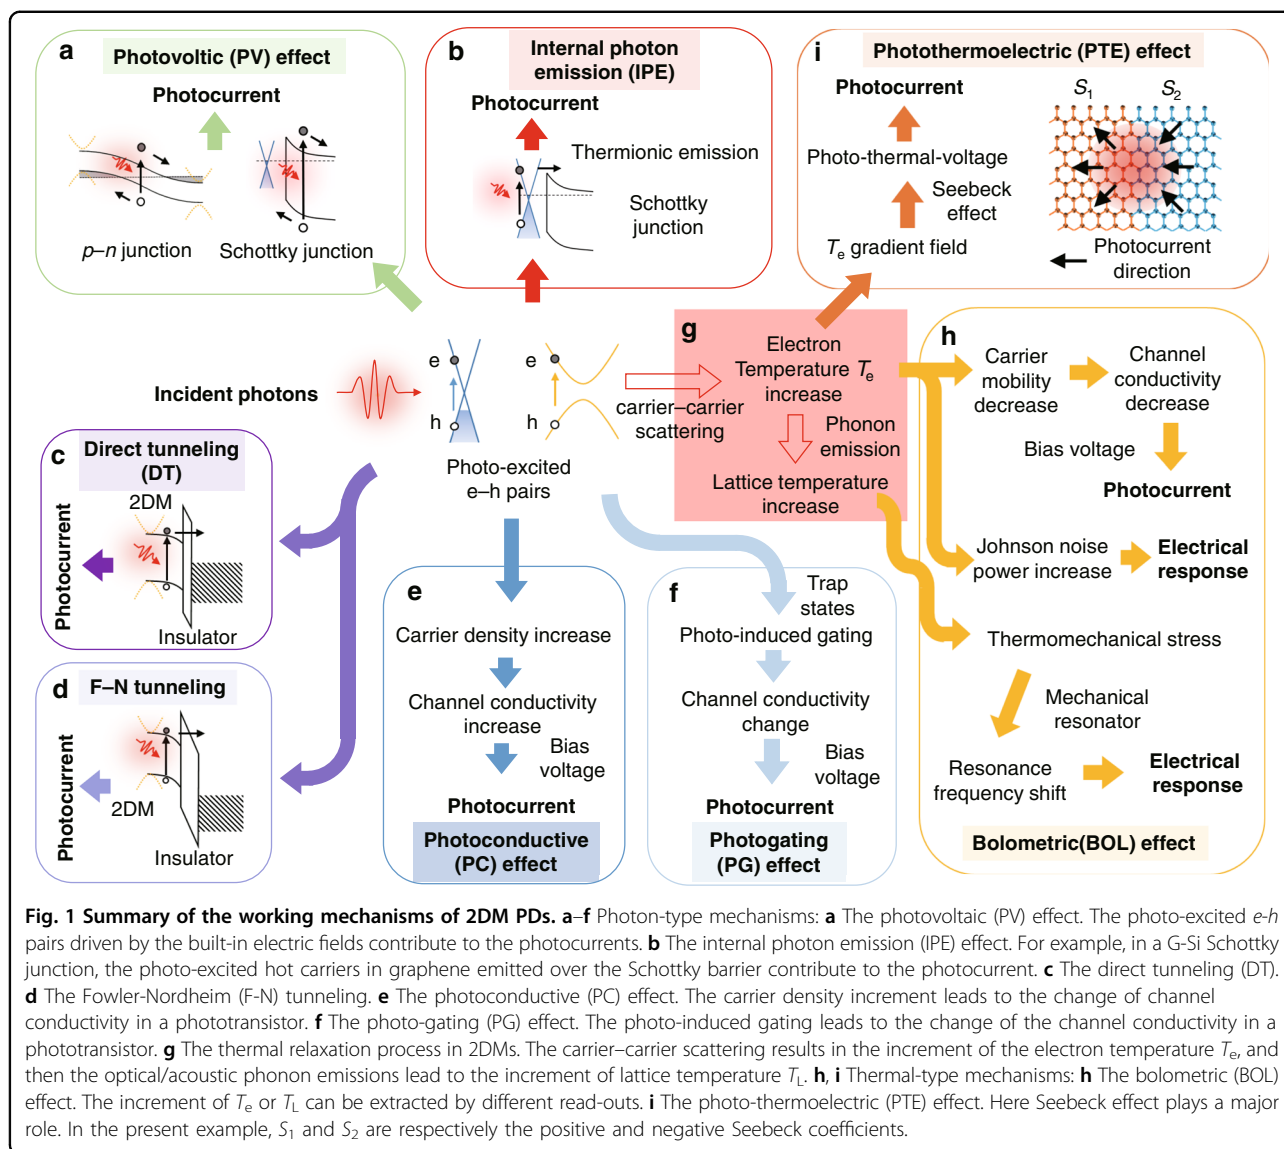 a
Photovoltic (PV) effect
Photocurrent
p–n junction
Schottky junction
b
Internal photon
emission (IPE)
Photocurrent
Thermionic emission
Schottky
junction
i
Photothermoelectric (PTE) effect
Photocurrent
Photo-thermal-voltage
Seebeck
effect
Te gradient field
S1
S2
Photocurrent
direction
Incident photons
e
h
e
h
Photo-excited
e–h pairs
carrier–carrier
scattering
g
Electron
Temperature Te
increase
Phonon
emission
Lattice temperature
increase
h
Carrier
mobility
decrease
Channel
conductivity
decrease
Bias voltage
Photocurrent
Johnson noise
power increase
Electrical
response
Thermomechanical stress
Mechanical
resonator
Resonance
frequency shift
Electrical
response
Bolometric(BOL) effect
c
Direct tunneling
(DT)
2DM
Photocurrent
Insulator
d
F–N tunneling
Photocurrent
2DM
Insulator
e
Carrier density increase
Channel conductivity
increase
Bias
voltage
Photocurrent
Photoconductive
(PC) effect
f
Trap
states
Photo-induced gating
Channel conductivity
change
Bias
voltage
Photocurrent
Photogating
(PG) effect
Fig. 1 Summary of the working mechanisms of 2DM PDs. a–f Photon-type mechanisms: a The photovoltaic (PV) effect. The photo-excited e-h
pairs driven by the built-in electric fields contribute to the photocurrents. b The internal photon emission (IPE) effect. For example, in a G-Si Schottky
junction, the photo-excited hot carriers in graphene emitted over the Schottky barrier contribute to the photocurrent. c The direct tunneling (DT).
d The Fowler-Nordheim (F-N) tunneling. e The photoconductive (PC) effect. The carrier density increment leads to the change of channel
conductivity in a phototransistor. f The photo-gating (PG) effect. The photo-induced gating leads to the change of the channel conductivity in a
phototransistor. g The thermal relaxation process in 2DMs. The carrier–carrier scattering results in the increment of the electron temperature Te, and
then the optical/acoustic phonon emissions lead to the increment of lattice temperature TL. h, i Thermal-type mechanisms: h The bolometric (BOL)
effect. The increment of Te or TL can be extracted by different read-outs. i The photo-thermoelectric (PTE) effect. Here Seebeck effect plays a major
role. In the present example, S1 and S2 are respectively the positive and negative Seebeck coefficients.